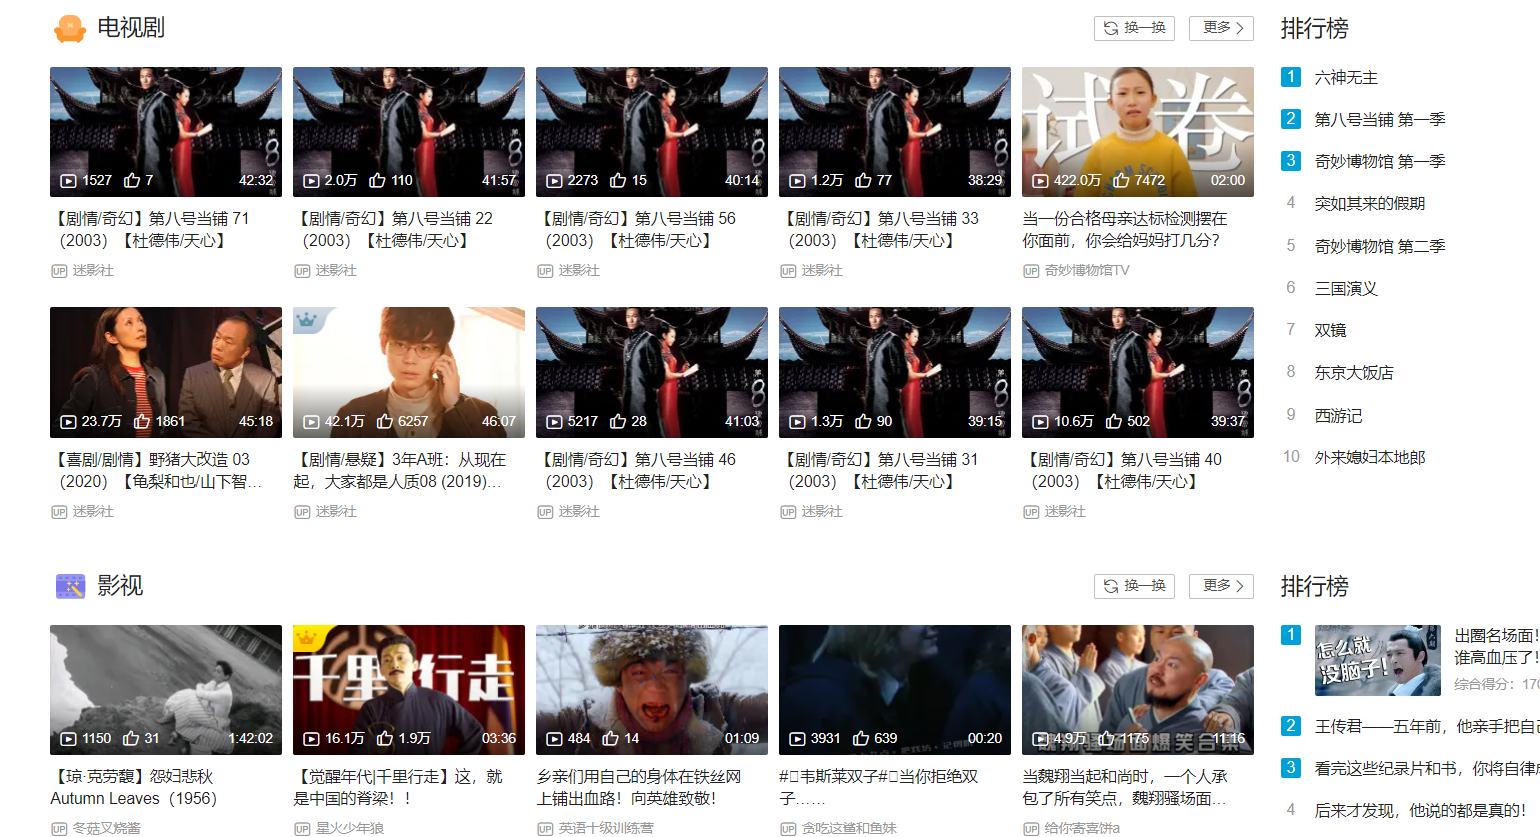 电视剧
换一换
更多
排行榜
1527 7 42:32
2.0万 110 41:57
2273 15 40:14
1.2万 77 38:29
试卷
422.0万 7472 02:00
【剧情/奇幻】第八号当铺 71
（2003）【杜德伟/天心】
UP 迷影社
【剧情/奇幻】第八号当铺 22
（2003）【杜德伟/天心】
UP 迷影社
【剧情/奇幻】第八号当铺 56
（2003）【杜德伟/天心】
UP 迷影社
【剧情/奇幻】第八号当铺 33
（2003）【杜德伟/天心】
UP 迷影社
当一份合格母亲达标检测摆在
你面前，你会给妈妈打几分？
UP 奇妙博物馆TV
1 六神无主
2 第八号当铺 第一季
3 奇妙博物馆 第一季
4 突如其来的假期
5 奇妙博物馆 第二季
6 三国演义
7 双镜
8 东京大饭店
9 西游记
10 外来媳妇本地郎
23.7万 1861 45:18
42.1万 6257 46:07
5217 28 41:03
1.3万 90 39:15
10.6万 502 39:37
【喜剧/剧情】野猪大改造 03
（2020）【龟梨和也/山下智...
UP 迷影社
【剧情/悬疑】3年A班：从现在
起，大家都是人质08 (2019)...
UP 迷影社
【剧情/奇幻】第八号当铺 46
（2003）【杜德伟/天心】
UP 迷影社
【剧情/奇幻】第八号当铺 31
（2003）【杜德伟/天心】
UP 迷影社
【剧情/奇幻】第八号当铺 40
（2003）【杜德伟/天心】
UP 迷影社
影视
换一换
更多
排行榜
1150 31 1:42:02
千里行走
16.1万 1.9万 03:36
484 14 01:09
3931 639 00:20
魏翔骚场面爆笑合集
4.9万 1175 11:16
【琼·克劳馥】怨妇悲秋
Autumn Leaves（1956）
UP 冬菇叉烧酱
【觉醒年代|千里行走】这，就
是中国的脊梁！！
UP 星火少年狼
乡亲们用自己的身体在铁丝网
上铺出血路！向英雄致敬！
UP 英语十级训练营
#▯韦斯莱双子#▯当你拒绝双
子……
UP 贪吃这鲨和鱼妹
当魏翔当起和尚时，一个人承
包了所有笑点，魏翔骚场面...
UP 给你寄喜饼a
1
怎么就
没脑子!
出圈名场面！
谁高血压了！
综合得分：170
2 王传君——五年前，他亲手把自己
3 看完这些纪录片和书，你将自律成
4 后来才发现，他说的都是真的！